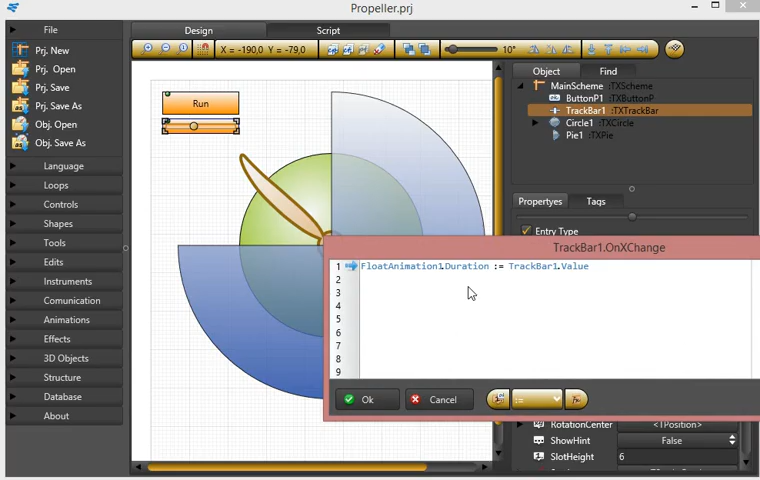 Propeller.prj
File
Prj. New
Prj. Open
Prj. Save
Prj. Save As
Obj. Open
Obj. Save As
Language
Loops
Controls
Shapes
Tools
Edits
Instruments
Comunication
Animations
Effects
3D Objects
Structure
Database
About
Design
Script
X = -190,0 Y = -79,0
10°
Run
Object
Find
MainScheme :TXScheme
ButtonP1 :TXButtonP
TrackBar1 :TXTrackBar
Circle1 :TXCircle
Pie1 :TXPie
Propertyes
Tags
Entry Type
TrackBar1.OnXChange
1 FloatAnimation1.Duration := TrackBar1.Value
2
3
4
5
6
7
8
9
Ok
Cancel
:=
RotationCenter <TPosition>
ShowHint False
SlotHeight 6